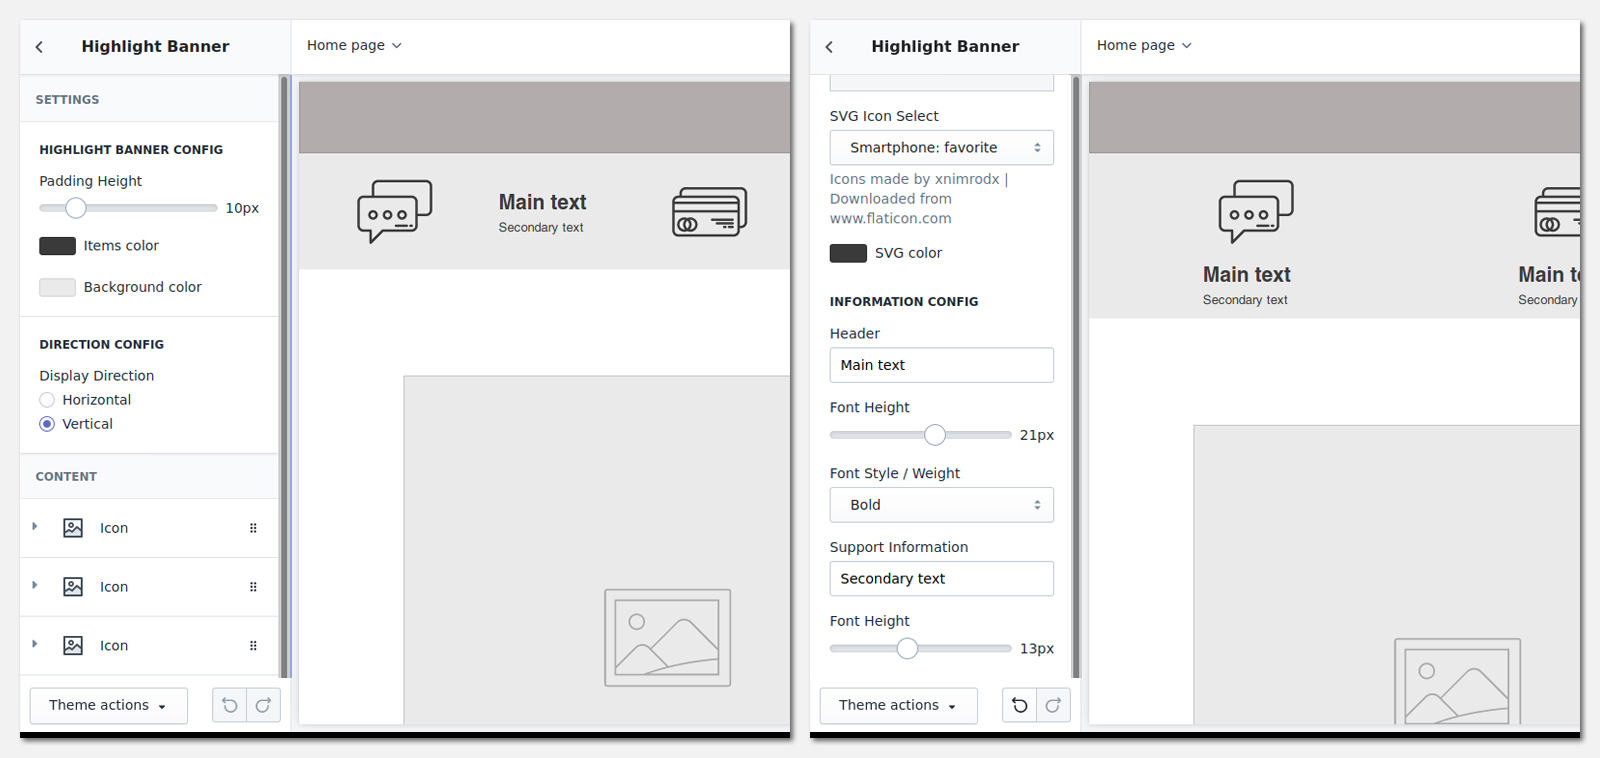 Highlight Banner
Home page
SETTINGS
HIGHLIGHT BANNER CONFIG
Padding Height
10px
Items color
Background color
DIRECTION CONFIG
Display Direction
Horizontal
Vertical
CONTENT
Icon
Icon
Icon
Theme actions
Main text
Secondary text
Highlight Banner
Home page
SVG Icon Select
Smartphone: favorite
Icons made by xnimrodx |
Downloaded from
www.flaticon.com
SVG color
INFORMATION CONFIG
Header
Main text
Font Height
21px
Font Style / Weight
Bold
Support Information
Secondary text
Font Height
13px
Theme actions
Main text
Secondary text
Main te
Secondary